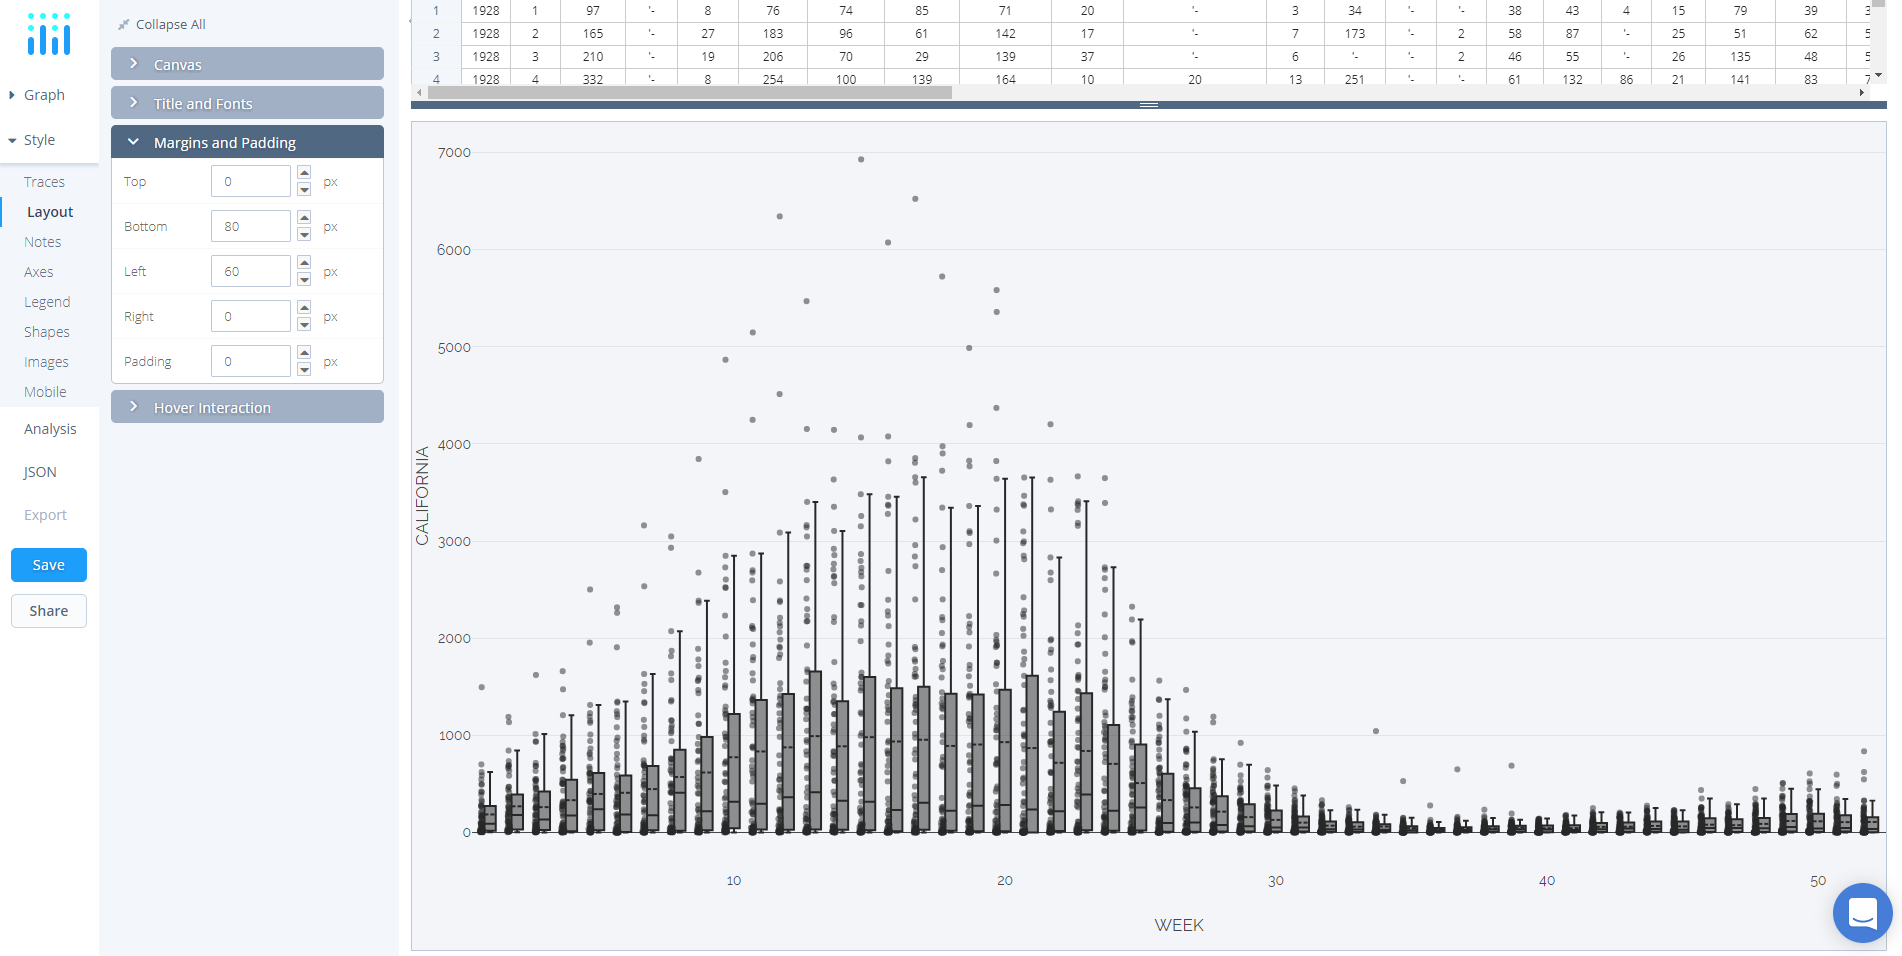 Collapse All
Canvas
Title and Fonts
Margins and Padding
Top 0 px
Bottom 80 px
Left 60 px
Right 0 px
Padding 0 px
Hover Interaction
Graph
Style
Traces
Layout
Notes
Axes
Legend
Shapes
Images
Mobile
Analysis
JSON
Export
Save
Share
1 1928 1 97 '- 8 76 74 85 71 20 '- 3 34 '- '- 38 43 4 15 79 39 3
2 1928 2 165 '- 27 183 96 61 142 17 '- 7 173 '- 2 58 87 '- 25 51 62 5
3 1928 3 210 '- 19 206 70 29 139 37 '- 6 '- '- 2 46 55 '- 26 135 48 5
4 1928 4 332 '- 8 254 100 139 164 10 20 13 251 '- '- 61 132 86 21 141 83 7
7000
6000
5000
4000
3000
2000
1000
0
CALIFORNIA
10 20 30 40 50
WEEK